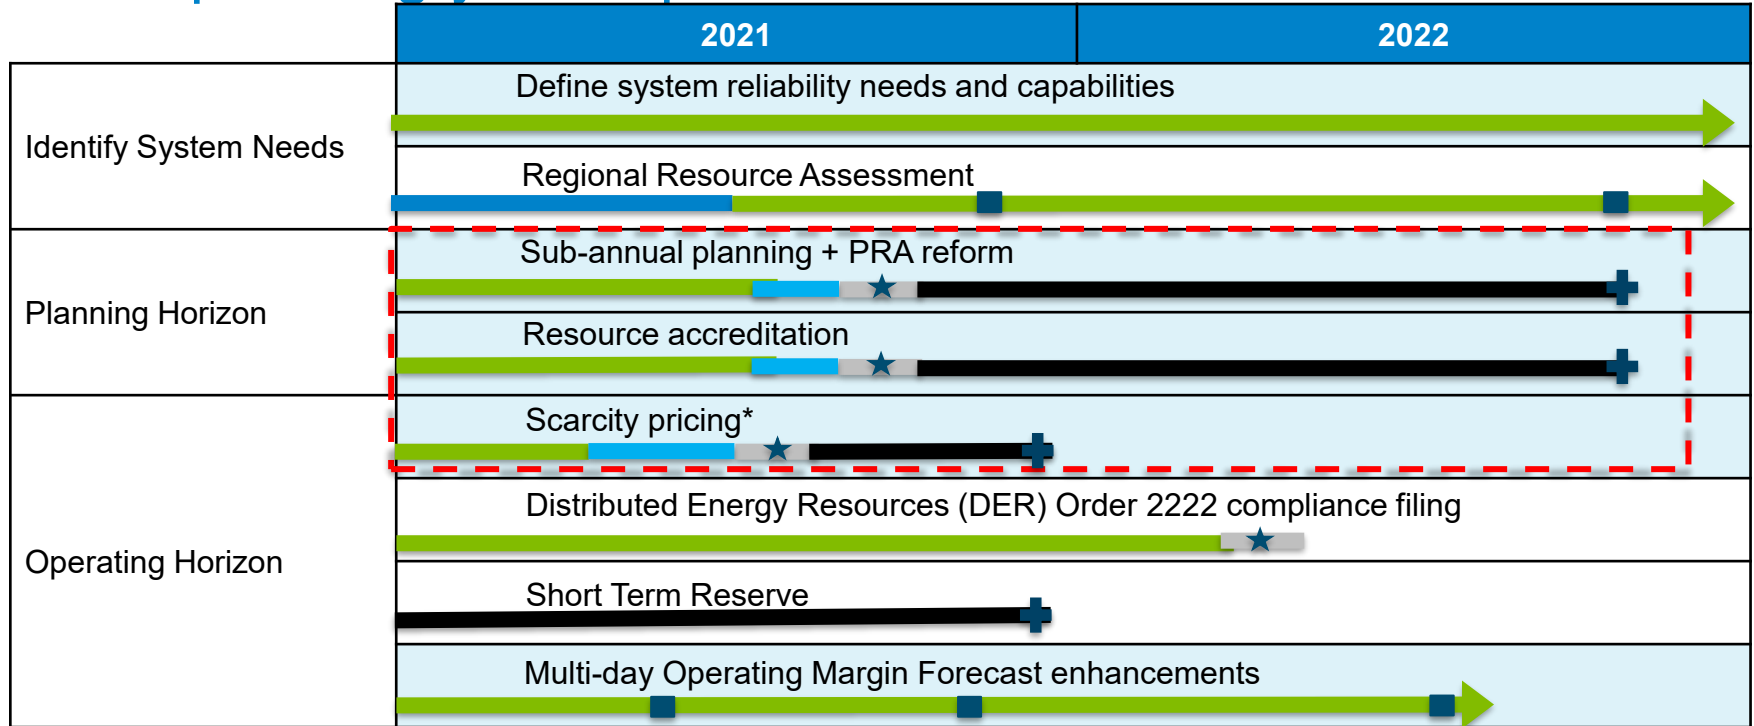 2021
2022
Identify System Needs
Define system reliability needs and capabilities
Regional Resource Assessment
Planning Horizon
Sub-annual planning + PRA reform
Resource accreditation
Operating Horizon
Scarcity pricing*
Distributed Energy Resources (DER) Order 2222 compliance filing
Short Term Reserve
Multi-day Operating Margin Forecast enhancements